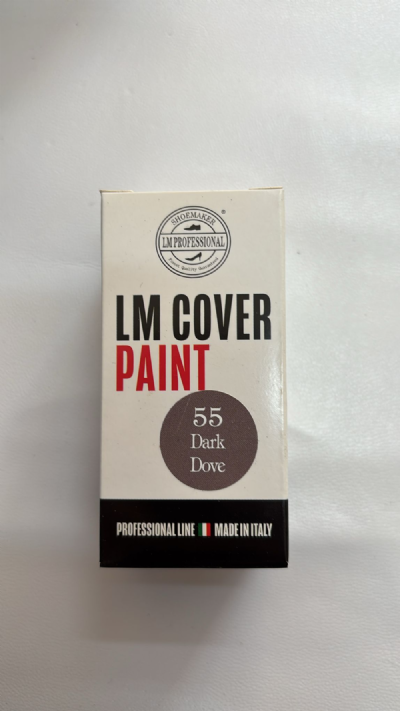 SHOEMAKER
LM PROFESSIONAL
LM COVER
PAINT
55
Dark
Dove
PROFESSIONAL LINE MADE IN ITALY